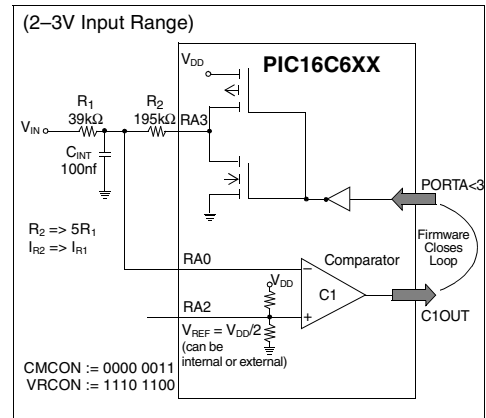 (2–3V Input Range)
PIC16C6XX
VDD
R1
39kΩ
R2
195kΩ
RA3
VIN
CINT
100nf
PORTA<3
R2 => 5R1
IR2 => IR1
Firmware
Closes
Loop
RA0
Comparator
VDD
–
C1
+
RA2
C1OUT
VREF = VDD/2
(can be
internal or external)
CMCON := 0000 0011
VRCON := 1110 1100